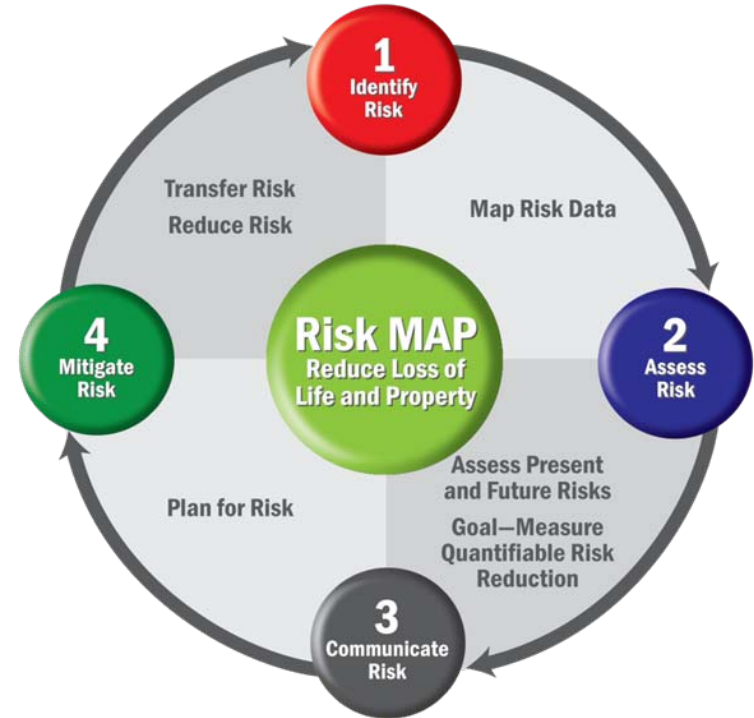 1
Identify
Risk
Transfer Risk
Reduce Risk
Map Risk Data
4
Mitigate
Risk
Risk MAP
Reduce Loss of
Life and Property
2
Assess
Risk
Plan for Risk
Assess Present
and Future Risks
Goal—Measure
Quantifiable Risk
Reduction
3
Communicate
Risk